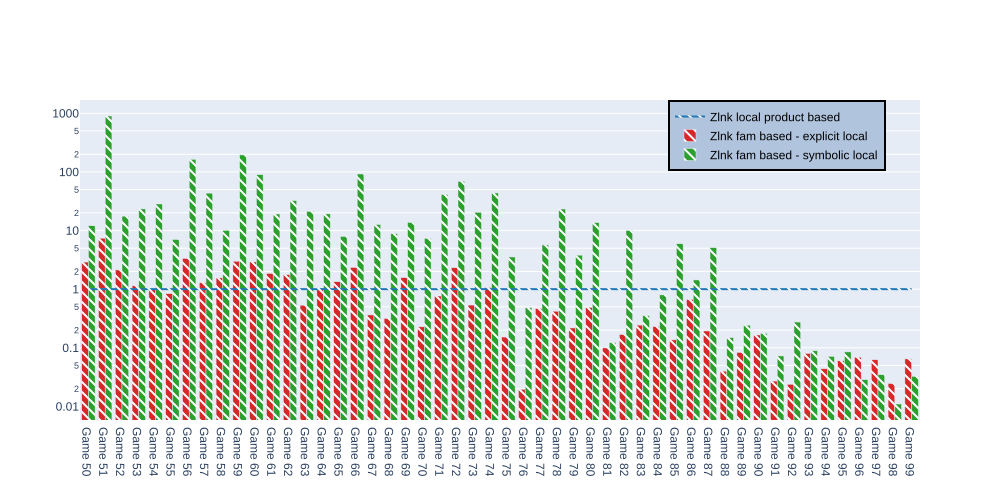 Zlnk local product based
Zlnk fam based - explicit local
Zlnk fam based - symbolic local
1000
5
2
100
5
2
10
5
2
1
5
2
0.1
5
2
0.01
Game 50
Game 51
Game 52
Game 53
Game 54
Game 55
Game 56
Game 57
Game 58
Game 59
Game 60
Game 61
Game 62
Game 63
Game 64
Game 65
Game 66
Game 67
Game 68
Game 69
Game 70
Game 71
Game 72
Game 73
Game 74
Game 75
Game 76
Game 77
Game 78
Game 79
Game 80
Game 81
Game 82
Game 83
Game 84
Game 85
Game 86
Game 87
Game 88
Game 89
Game 90
Game 91
Game 92
Game 93
Game 94
Game 95
Game 96
Game 97
Game 98
Game 99